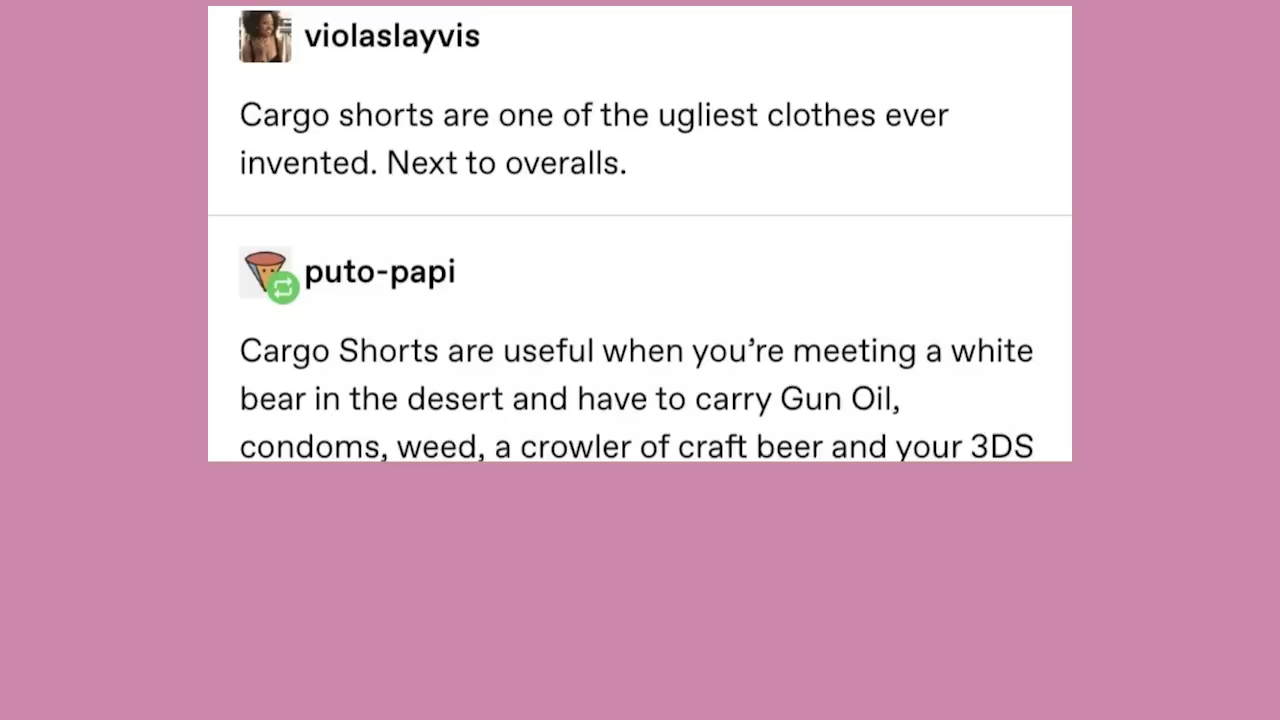 violaslayvis
Cargo shorts are one of the ugliest clothes ever
invented. Next to overalls.
puto-papi
Cargo Shorts are useful when you’re meeting a white
bear in the desert and have to carry Gun Oil,
condoms, weed, a crowler of craft beer and your 3DS